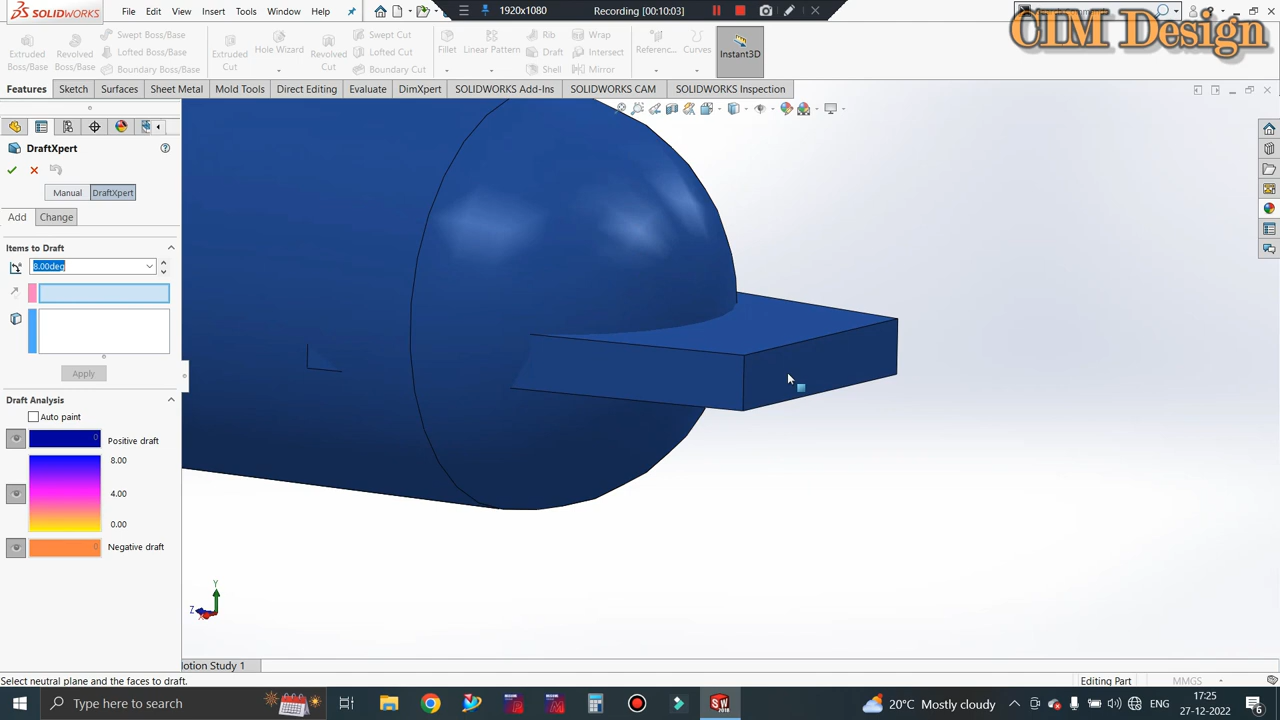 SOLIDWORKS
File Edit View Insert Tools Window Help
1920x1080 Recording [00:10:03]
CIM Design
Extruded Boss/Base
Revolved Boss/Base
Swept Boss/Base
Lofted Boss/Base
Boundary Boss/Base
Extruded Cut
Hole Wizard
Revolved Cut
Swept Cut
Lofted Cut
Boundary Cut
Fillet
Linear Pattern
Rib
Draft
Shell
Wrap
Intersect
Mirror
Referenc...
Curves
Instant3D
Features Sketch Surfaces Sheet Metal Mold Tools Direct Editing Evaluate DimXpert SOLIDWORKS Add-Ins SOLIDWORKS CAM SOLIDWORKS Inspection
DraftXpert
Manual DraftXpert
Add Change
Items to Draft
8.00deg
Apply
Draft Analysis
Auto paint
0 Positive draft
8.00
4.00
0.00
0 Negative draft
Y
Z
X
Motion Study 1
Select neutral plane and the faces to draft.
Editing Part
MMGS
Type here to search
SW
2018
20°C Mostly cloudy
ENG
17:25
27-12-2022
6